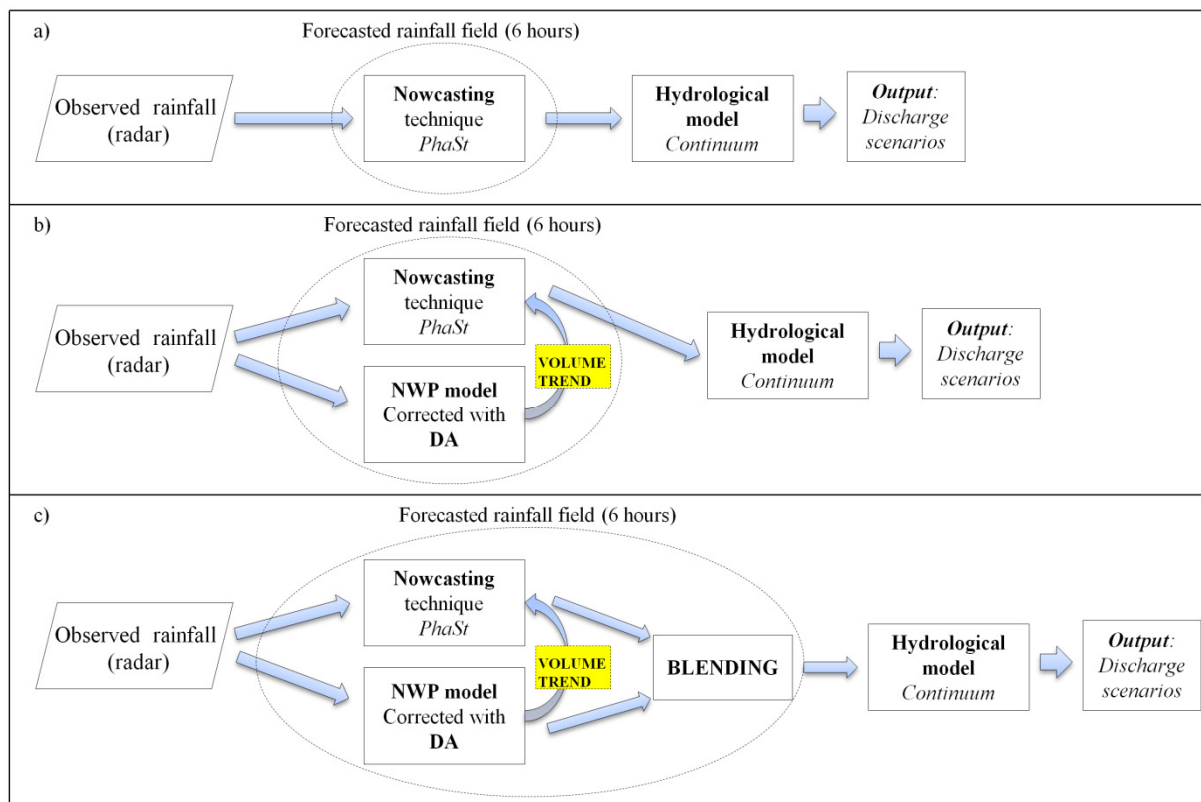 a)
Forecasted rainfall field (6 hours)
Observed rainfall
(radar)
Nowcasting
technique
PhaSt
Hydrological
model
Continuum
Output:
Discharge
scenarios
b)
Forecasted rainfall field (6 hours)
Observed rainfall
(radar)
Nowcasting
technique
PhaSt
VOLUME
TREND
NWP model
Corrected with
DA
Hydrological
model
Continuum
Output:
Discharge
scenarios
c)
Forecasted rainfall field (6 hours)
Observed rainfall
(radar)
Nowcasting
technique
PhaSt
VOLUME
TREND
NWP model
Corrected with
DA
BLENDING
Hydrological
model
Continuum
Output:
Discharge
scenarios